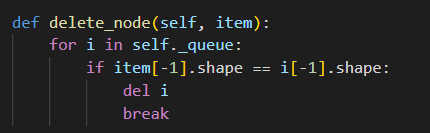 def delete_node(self, item):
    for i in self._queue:
        if item[-1].shape == i[-1].shape:
            del i
            break